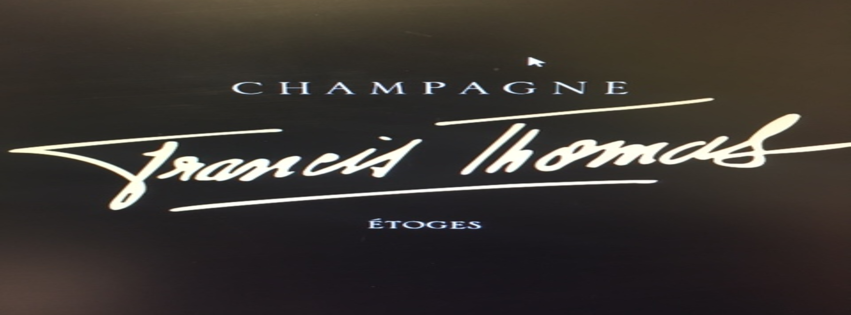 CHAMPAGNE
Francis Thomas
ÉTOGES